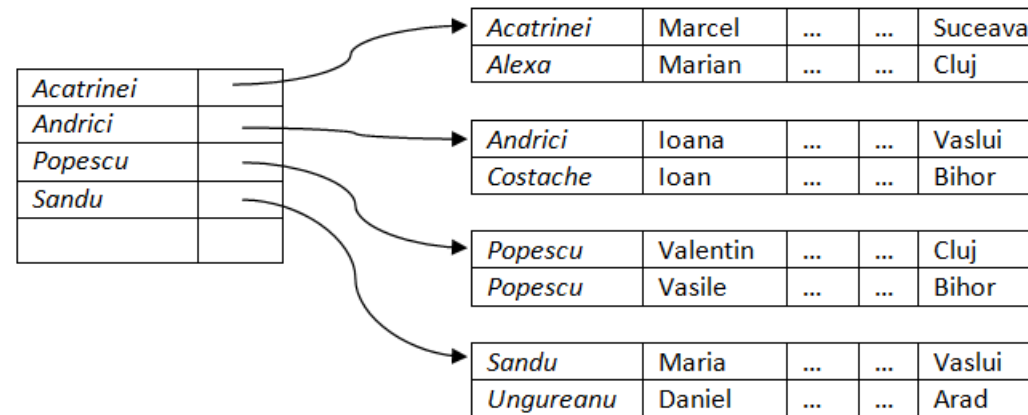 Acatrinei Marcel ... ... Suceava
Alexa Marian ... ... Cluj
Acatrinei
Andrici
Popescu
Sandu
Andrici Ioana ... ... Vaslui
Costache Ioan ... ... Bihor
Popescu Valentin ... ... Cluj
Popescu Vasile ... ... Bihor
Sandu Maria ... ... Vaslui
Ungureanu Daniel ... ... Arad